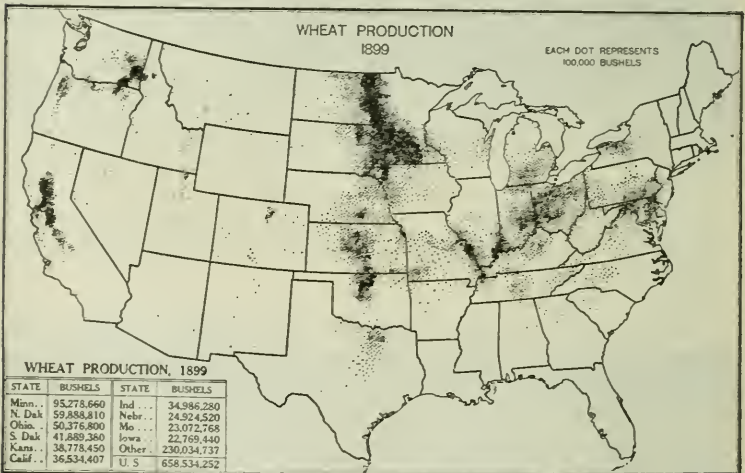 WHEAT PRODUCTION
1899
EACH DOT REPRESENTS
100,000 BUSHELS
WHEAT PRODUCTION, 1899
STATE BUSHELS STATE BUSHELS
Minn.. 95,278,660 Ind... 34,986,280
N. Dak 59,888,810 Nebr.. 24,924,520
Ohio.. 50,376,800 Mo... 23,072,768
S. Dak 41,889,380 Iowa.. 22,769,440
Kans.. 38,778,450 Other. 230,034,737
Calif.. 36,534,407 U. S 658,534,252